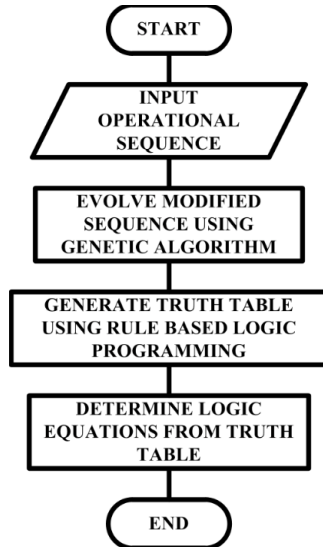 START
INPUT
OPERATIONAL
SEQUENCE
EVOLVE MODIFIED
SEQUENCE USING
GENETIC ALGORITHM
GENERATE TRUTH TABLE
USING RULE BASED LOGIC
PROGRAMMING
DETERMINE LOGIC
EQUATIONS FROM TRUTH
TABLE
END